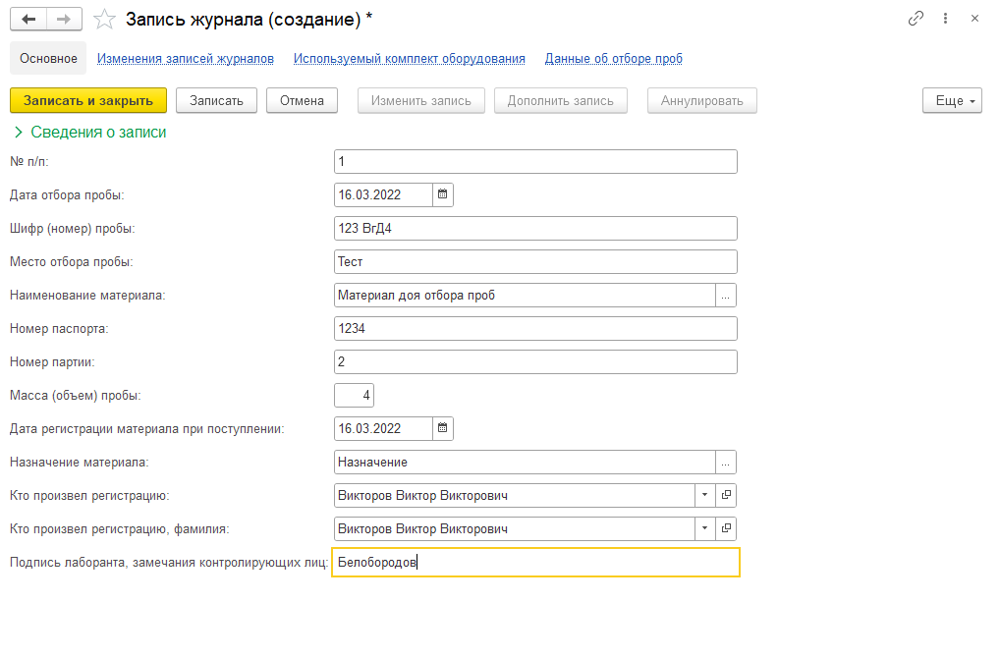 Запись журнала (создание) *
Основное Изменения записей журналов Используемый комплект оборудования Данные об отборе проб
Записать и закрыть Записать Отмена Изменить запись Дополнить запись Аннулировать Еще
Сведения о записи
№ п/п: 1
Дата отбора пробы: 16.03.2022
Шифр (номер) пробы: 123 ВгД4
Место отбора пробы: Тест
Наименование материала: Материал доя отбора проб ...
Номер паспорта: 1234
Номер партии: 2
Масса (объем) пробы: 4
Дата регистрации материала при поступлении: 16.03.2022
Назначение материала: Назначение ...
Кто произвел регистрацию: Викторов Виктор Викторович
Кто произвел регистрацию, фамилия: Викторов Виктор Викторович
Подпись лаборанта, замечания контролирующих лиц: Белобородов